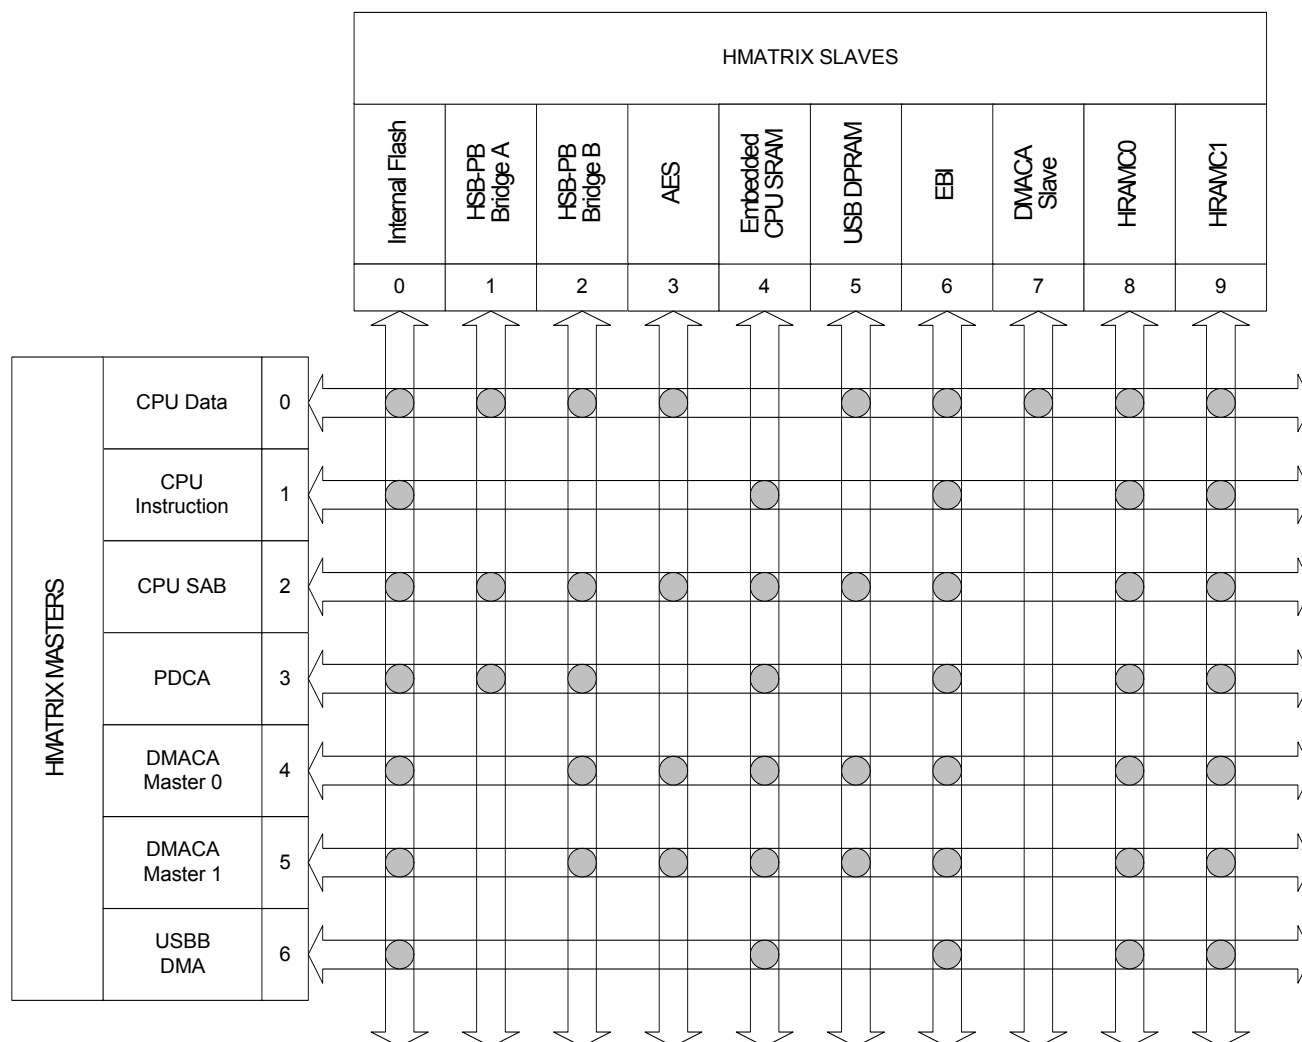 HMATRIX SLAVES
Internal Flash
HSB-PB
Bridge A
HSB-PB
Bridge B
AES
Embedded
CPU SRAM
USB DPRAM
EBI
DMACA
Slave
HRAMC0
HRAMC1
0 1 2 3 4 5 6 7 8 9
HMATRIX MASTERS
CPU Data 0
CPU
Instruction
1
CPU SAB 2
PDCA 3
DMACA
Master 0
4
DMACA
Master 1
5
USBB
DMA
6